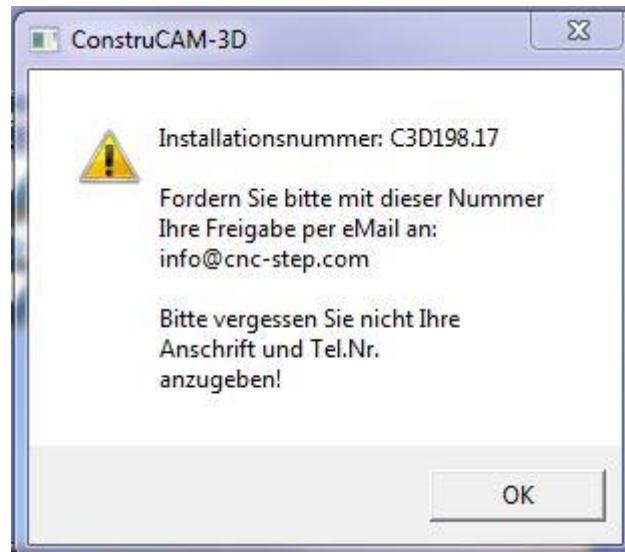 ConstruCAM-3D
Installationsnummer: C3D198.17
Fordern Sie bitte mit dieser Nummer
Ihre Freigabe per eMail an:
info@cnc-step.com
Bitte vergessen Sie nicht Ihre
Anschrift und Tel.Nr.
anzugeben!
OK